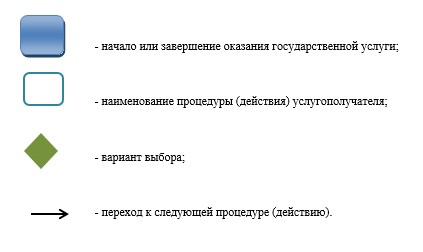 - начало или завершение оказания государственной услуги;
- наименование процедуры (действия) услугополучателя;
- вариант выбора;
- переход к следующей процедуре (действию).